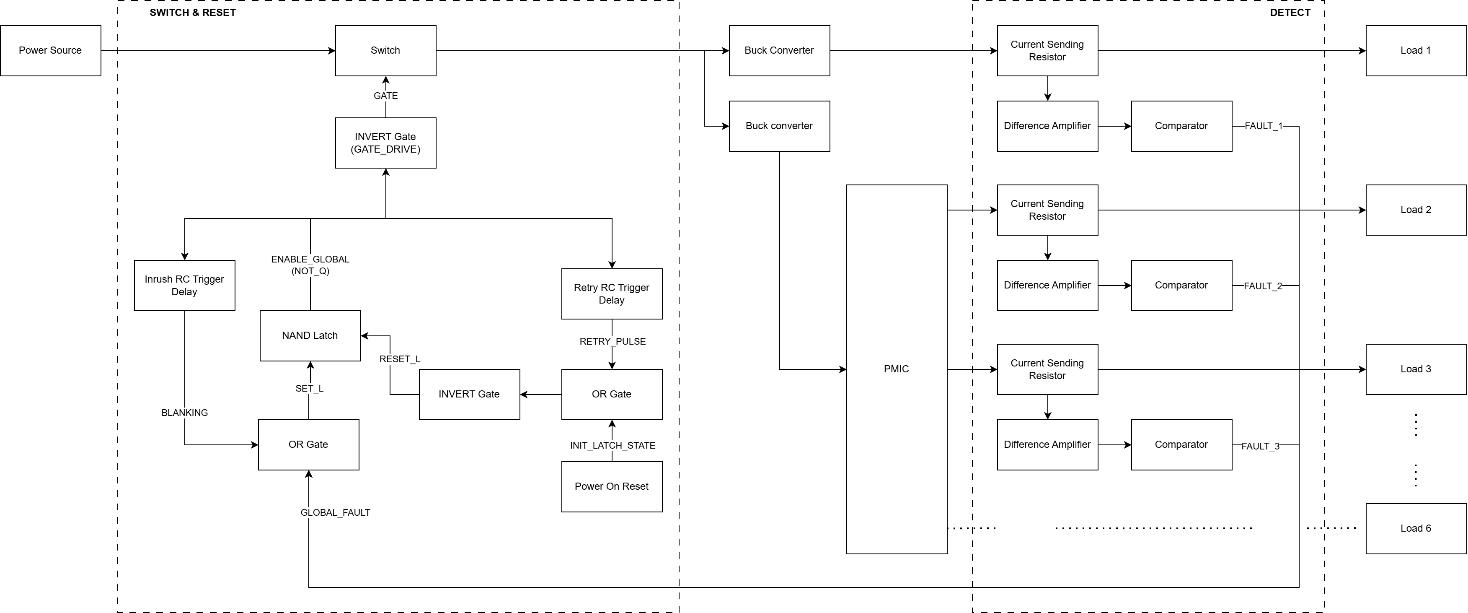 SWITCH & RESET
DETECT
Power Source
Switch
Buck Converter
Current Sending
Resistor
Load 1
GATE
INVERT Gate
(GATE_DRIVE)
Buck converter
Difference Amplifier
Comparator
FAULT_1
Current Sending
Resistor
Load 2
ENABLE_GLOBAL
(NOT_Q)
Inrush RC Trigger
Delay
Retry RC Trigger
Delay
Difference Amplifier
Comparator
FAULT_2
NAND Latch
RETRY_PULSE
RESET_L
PMIC
Current Sending
Resistor
Load 3
SET_L
INVERT Gate
OR Gate
BLANKING
OR Gate
INIT_LATCH_STATE
Difference Amplifier
Comparator
FAULT_3
Power On Reset
GLOBAL_FAULT
Load 6